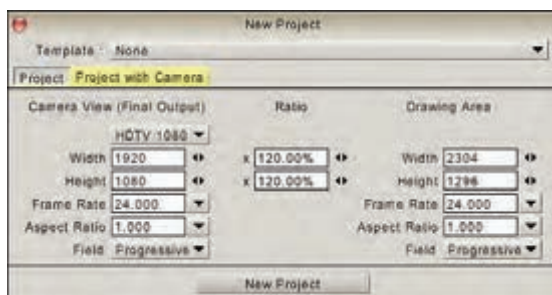 New Project
Template : None
Project Project with Camera
Camera View (Final Output) Ratio Drawing Area
HDTV 1080
Width 1920 x 120.00% Width 2304
Height 1080 x 120.00% Height 1296
Frame Rate 24.000 Frame Rate 24.000
Aspect Ratio 1.000 Aspect Ratio 1.000
Field Progressive Field Progressive
New Project